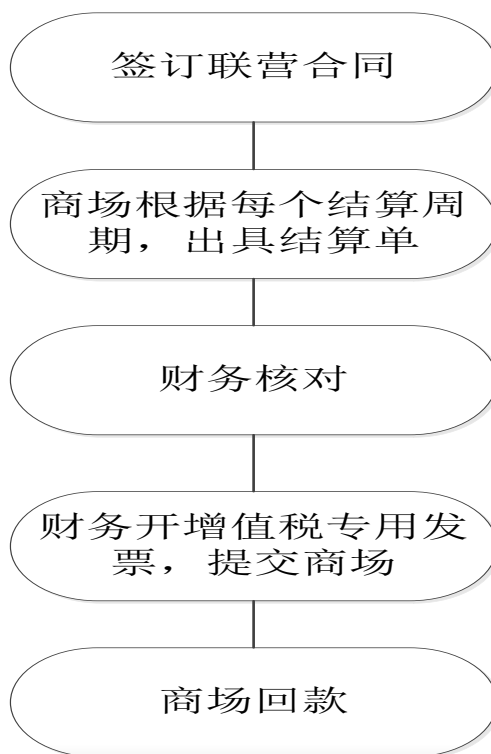 签订联营合同
商场根据每个结算周
期，出具结算单
财务核对
财务开增值税专用发
票，提交商场
商场回款